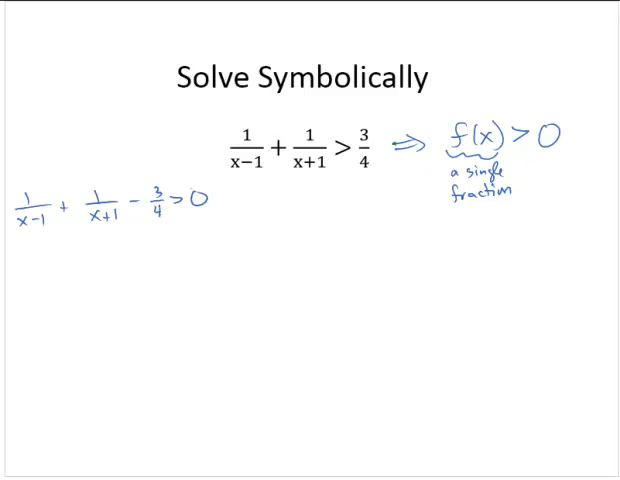 Solve Symbolically
1/(x−1) + 1/(x+1) > 3/4 ⇒ f(x) > 0
a single
fraction
1/(x-1) + 1/(x+1) - 3/4 > 0